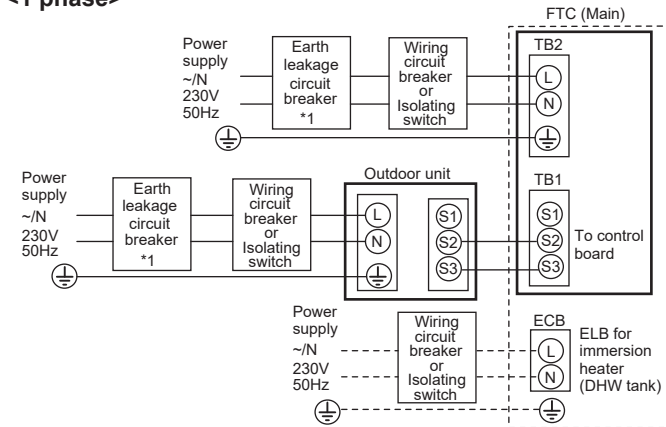 <1 phase>
FTC (Main)
Power
supply
~/N
230V
50Hz
Earth
leakage
circuit
breaker
*1
Wiring
circuit
breaker
or
Isolating
switch
TB2
L
N
Power
supply
~/N
230V
50Hz
Earth
leakage
circuit
breaker
*1
Wiring
circuit
breaker
or
Isolating
switch
Outdoor unit
L
N
S1
S2
S3
TB1
S1
S2
S3
To control
board
Power
supply
~/N
230V
50Hz
Wiring
circuit
breaker
or
Isolating
switch
ECB
L
N
ELB for
immersion
heater
(DHW tank)